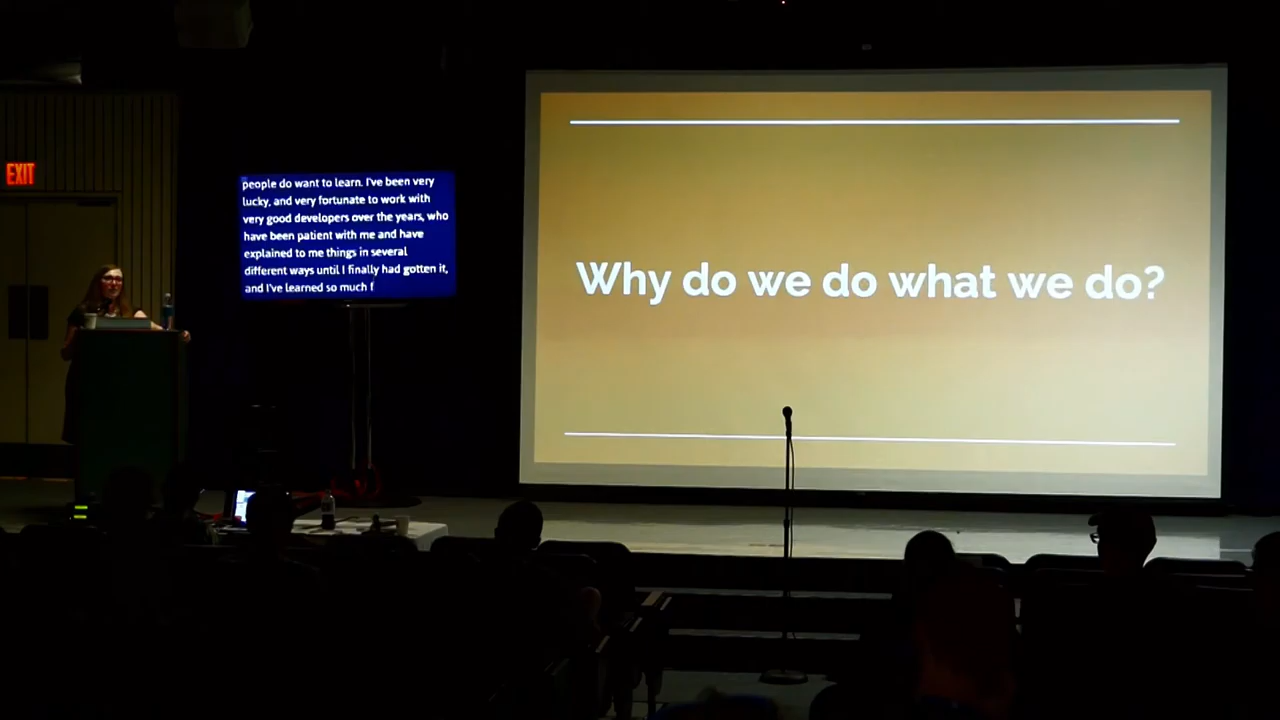 EXIT
people do want to learn. I've been very
lucky, and very fortunate to work with
very good developers over the years, who
have been patient with me and have
explained to me things in several
different ways until I finally had gotten it,
and I've learned so much f
Why do we do what we do?